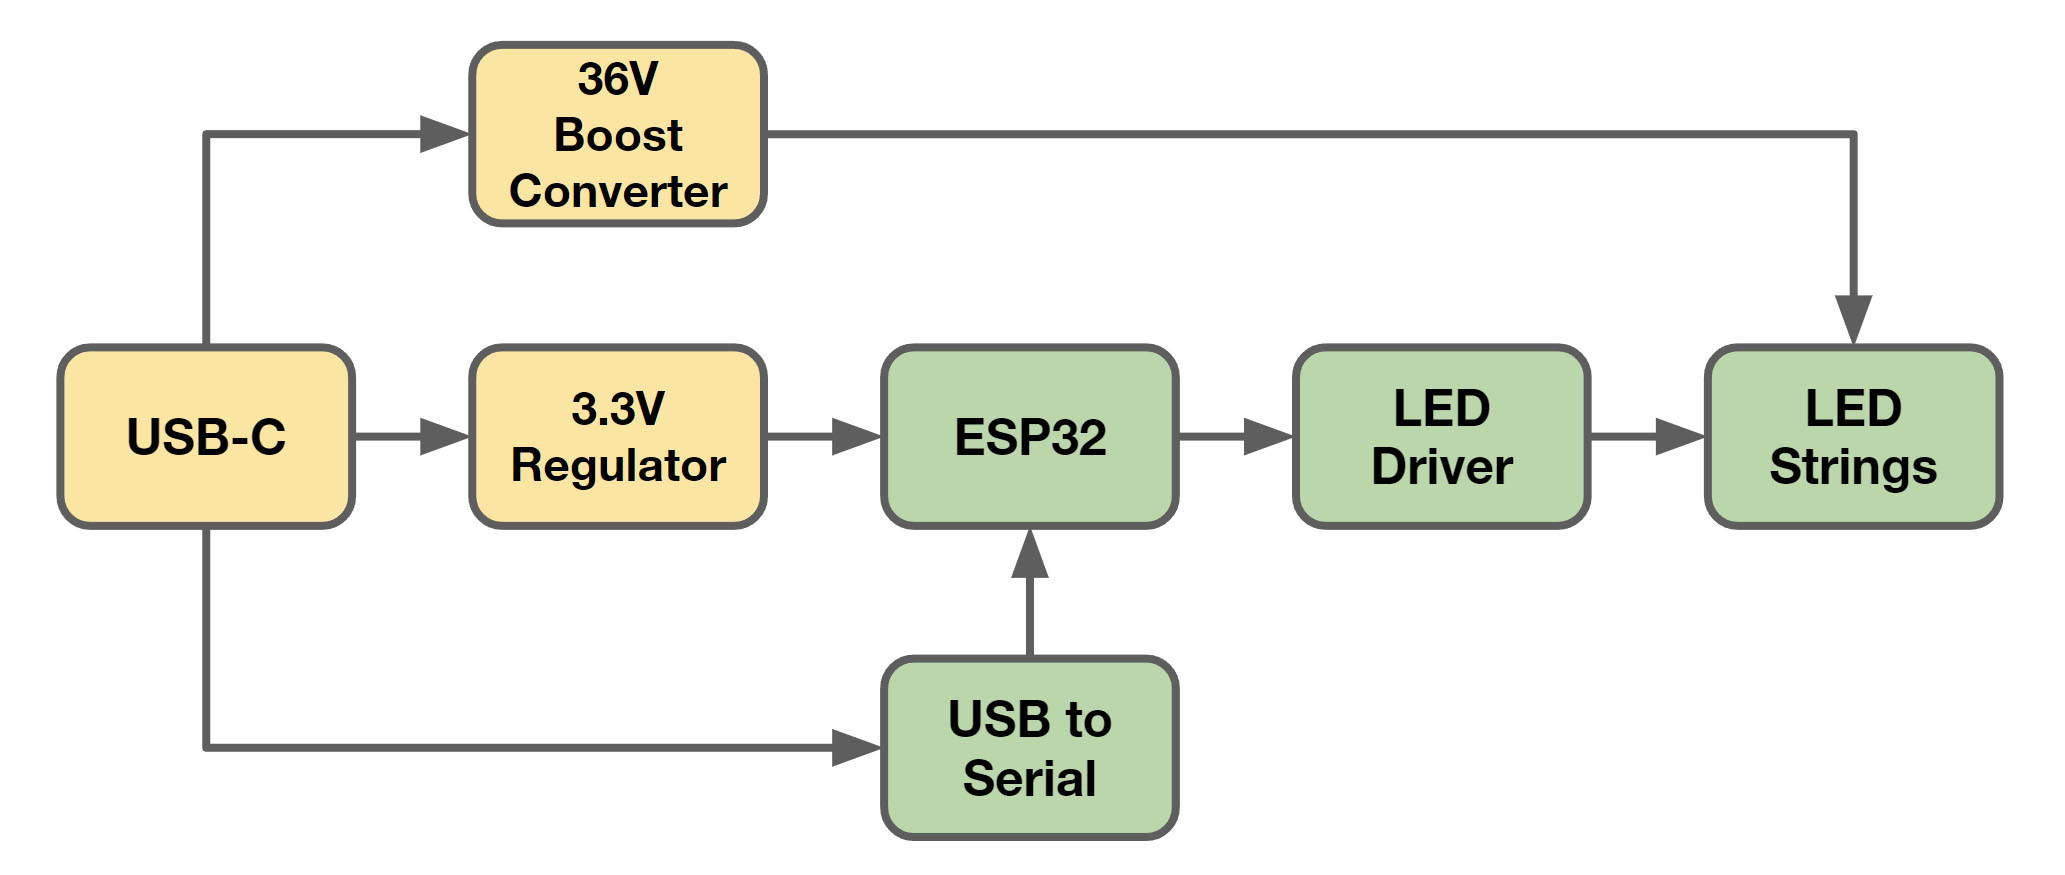 36V
Boost
Converter
USB-C
3.3V
Regulator
ESP32
LED
Driver
LED
Strings
USB to
Serial